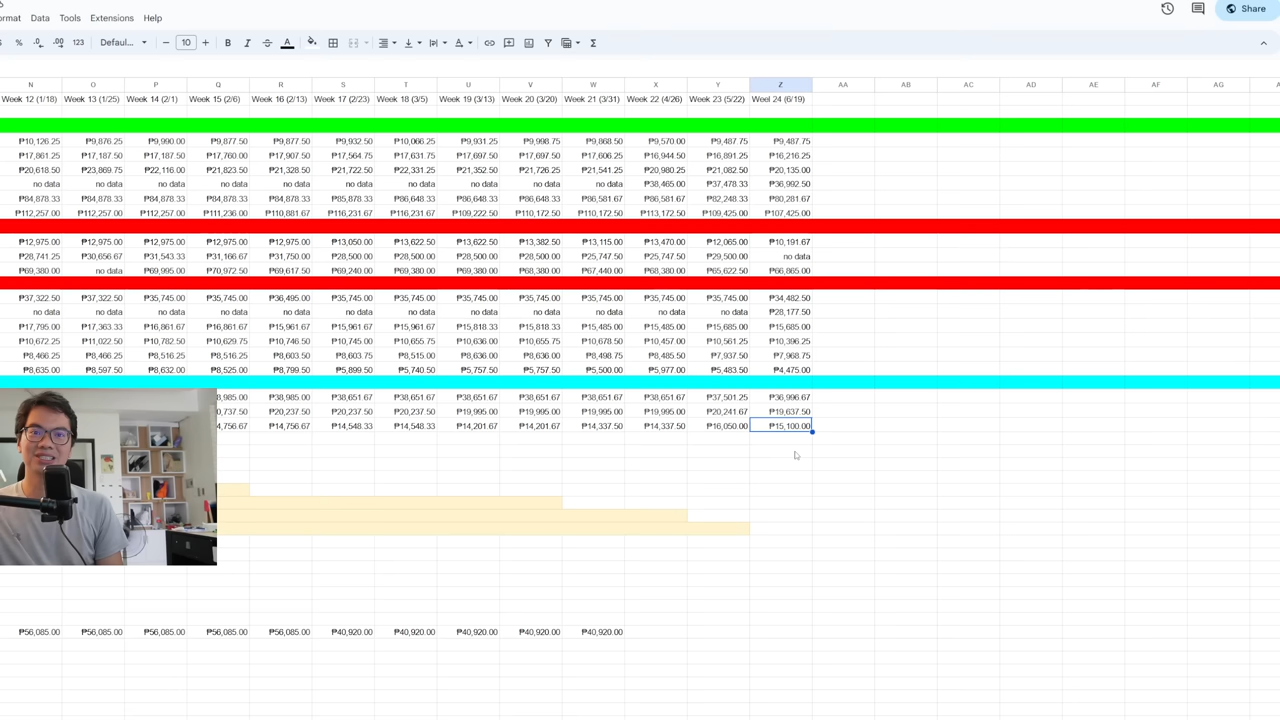 ormat Data Tools Extensions Help Share
% .0 .00 123 Defaul... 10 B I A Σ
N O P Q R S T U V W X Y Z AA AB AC AD AE AF AG
Week 12 (1/18) Week 13 (1/25) Week 14 (2/1) Week 15 (2/6) Week 16 (2/13) Week 17 (2/23) Week 18 (3/5) Week 19 (3/13) Week 20 (3/20) Week 21 (3/31) Week 22 (4/26) Week 23 (5/22) Weel 24 (6/19)
₱10,126.25 ₱9,876.25 ₱9,990.00 ₱9,877.50 ₱9,877.50 ₱9,932.50 ₱10,066.25 ₱9,931.25 ₱9,998.75 ₱9,868.50 ₱9,570.00 ₱9,487.75 ₱9,487.75
₱17,861.25 ₱17,187.50 ₱17,187.50 ₱17,760.00 ₱17,907.50 ₱17,564.75 ₱17,631.75 ₱17,697.50 ₱17,697.50 ₱17,606.25 ₱16,944.50 ₱16,891.25 ₱16,216.25
₱20,618.50 ₱23,869.75 ₱22,116.00 ₱21,823.50 ₱21,328.50 ₱21,722.50 ₱22,331.25 ₱21,352.50 ₱21,726.25 ₱21,541.25 ₱20,980.25 ₱21,082.50 ₱20,135.00
no data no data no data no data no data no data no data no data no data no data ₱38,465.00 ₱37,478.33 ₱36,992.50
₱84,878.33 ₱84,878.33 ₱84,878.33 ₱84,878.33 ₱84,878.33 ₱85,878.33 ₱86,648.33 ₱86,648.33 ₱86,648.33 ₱86,581.67 ₱86,581.67 ₱82,248.33 ₱80,281.67
₱112,257.00 ₱112,257.00 ₱112,257.00 ₱111,236.00 ₱110,881.67 ₱116,231.67 ₱116,231.67 ₱109,222.50 ₱110,172.50 ₱110,172.50 ₱113,172.50 ₱109,425.00 ₱107,425.00
₱12,975.00 ₱12,975.00 ₱12,975.00 ₱12,975.00 ₱12,975.00 ₱13,050.00 ₱13,622.50 ₱13,622.50 ₱13,382.50 ₱13,115.00 ₱13,470.00 ₱12,065.00 ₱10,191.67
₱28,741.25 ₱30,656.67 ₱31,543.33 ₱31,166.67 ₱31,750.00 ₱28,500.00 ₱28,500.00 ₱28,500.00 ₱28,500.00 ₱25,747.50 ₱25,747.50 ₱29,500.00 no data
₱69,380.00 no data ₱69,995.00 ₱70,972.50 ₱69,617.50 ₱69,240.00 ₱69,380.00 ₱69,380.00 ₱68,380.00 ₱67,440.00 ₱68,380.00 ₱65,622.50 ₱66,865.00
₱37,322.50 ₱37,322.50 ₱35,745.00 ₱35,745.00 ₱36,495.00 ₱35,745.00 ₱35,745.00 ₱35,745.00 ₱35,745.00 ₱35,745.00 ₱35,745.00 ₱35,745.00 ₱34,482.50
no data no data no data no data no data no data no data no data no data no data no data no data ₱28,177.50
₱17,795.00 ₱17,363.33 ₱16,861.67 ₱16,861.67 ₱15,961.67 ₱15,961.67 ₱15,961.67 ₱15,818.33 ₱15,818.33 ₱15,485.00 ₱15,485.00 ₱15,685.00 ₱15,685.00
₱10,672.25 ₱11,022.50 ₱10,782.50 ₱10,629.75 ₱10,746.50 ₱10,745.00 ₱10,655.75 ₱10,636.00 ₱10,655.75 ₱10,678.50 ₱10,457.00 ₱10,561.25 ₱10,396.25
₱8,466.25 ₱8,466.25 ₱8,516.25 ₱8,516.25 ₱8,603.50 ₱8,603.75 ₱8,515.00 ₱8,636.00 ₱8,636.00 ₱8,498.75 ₱8,485.50 ₱7,937.50 ₱7,968.75
₱8,635.00 ₱8,597.50 ₱8,632.00 ₱8,525.00 ₱8,799.50 ₱5,899.50 ₱5,740.50 ₱5,757.50 ₱5,757.50 ₱5,500.00 ₱5,977.00 ₱5,483.50 ₱4,475.00
8,985.00 ₱38,985.00 ₱38,651.67 ₱38,651.67 ₱38,651.67 ₱38,651.67 ₱38,651.67 ₱38,651.67 ₱37,501.25 ₱36,996.67
0,737.50 ₱20,237.50 ₱20,237.50 ₱20,237.50 ₱19,995.00 ₱19,995.00 ₱19,995.00 ₱19,995.00 ₱20,241.67 ₱19,637.50
4,756.67 ₱14,756.67 ₱14,548.33 ₱14,548.33 ₱14,201.67 ₱14,201.67 ₱14,337.50 ₱14,337.50 ₱16,050.00 ₱15,100.00
₱56,085.00 ₱56,085.00 ₱56,085.00 ₱56,085.00 ₱56,085.00 ₱40,920.00 ₱40,920.00 ₱40,920.00 ₱40,920.00 ₱40,920.00